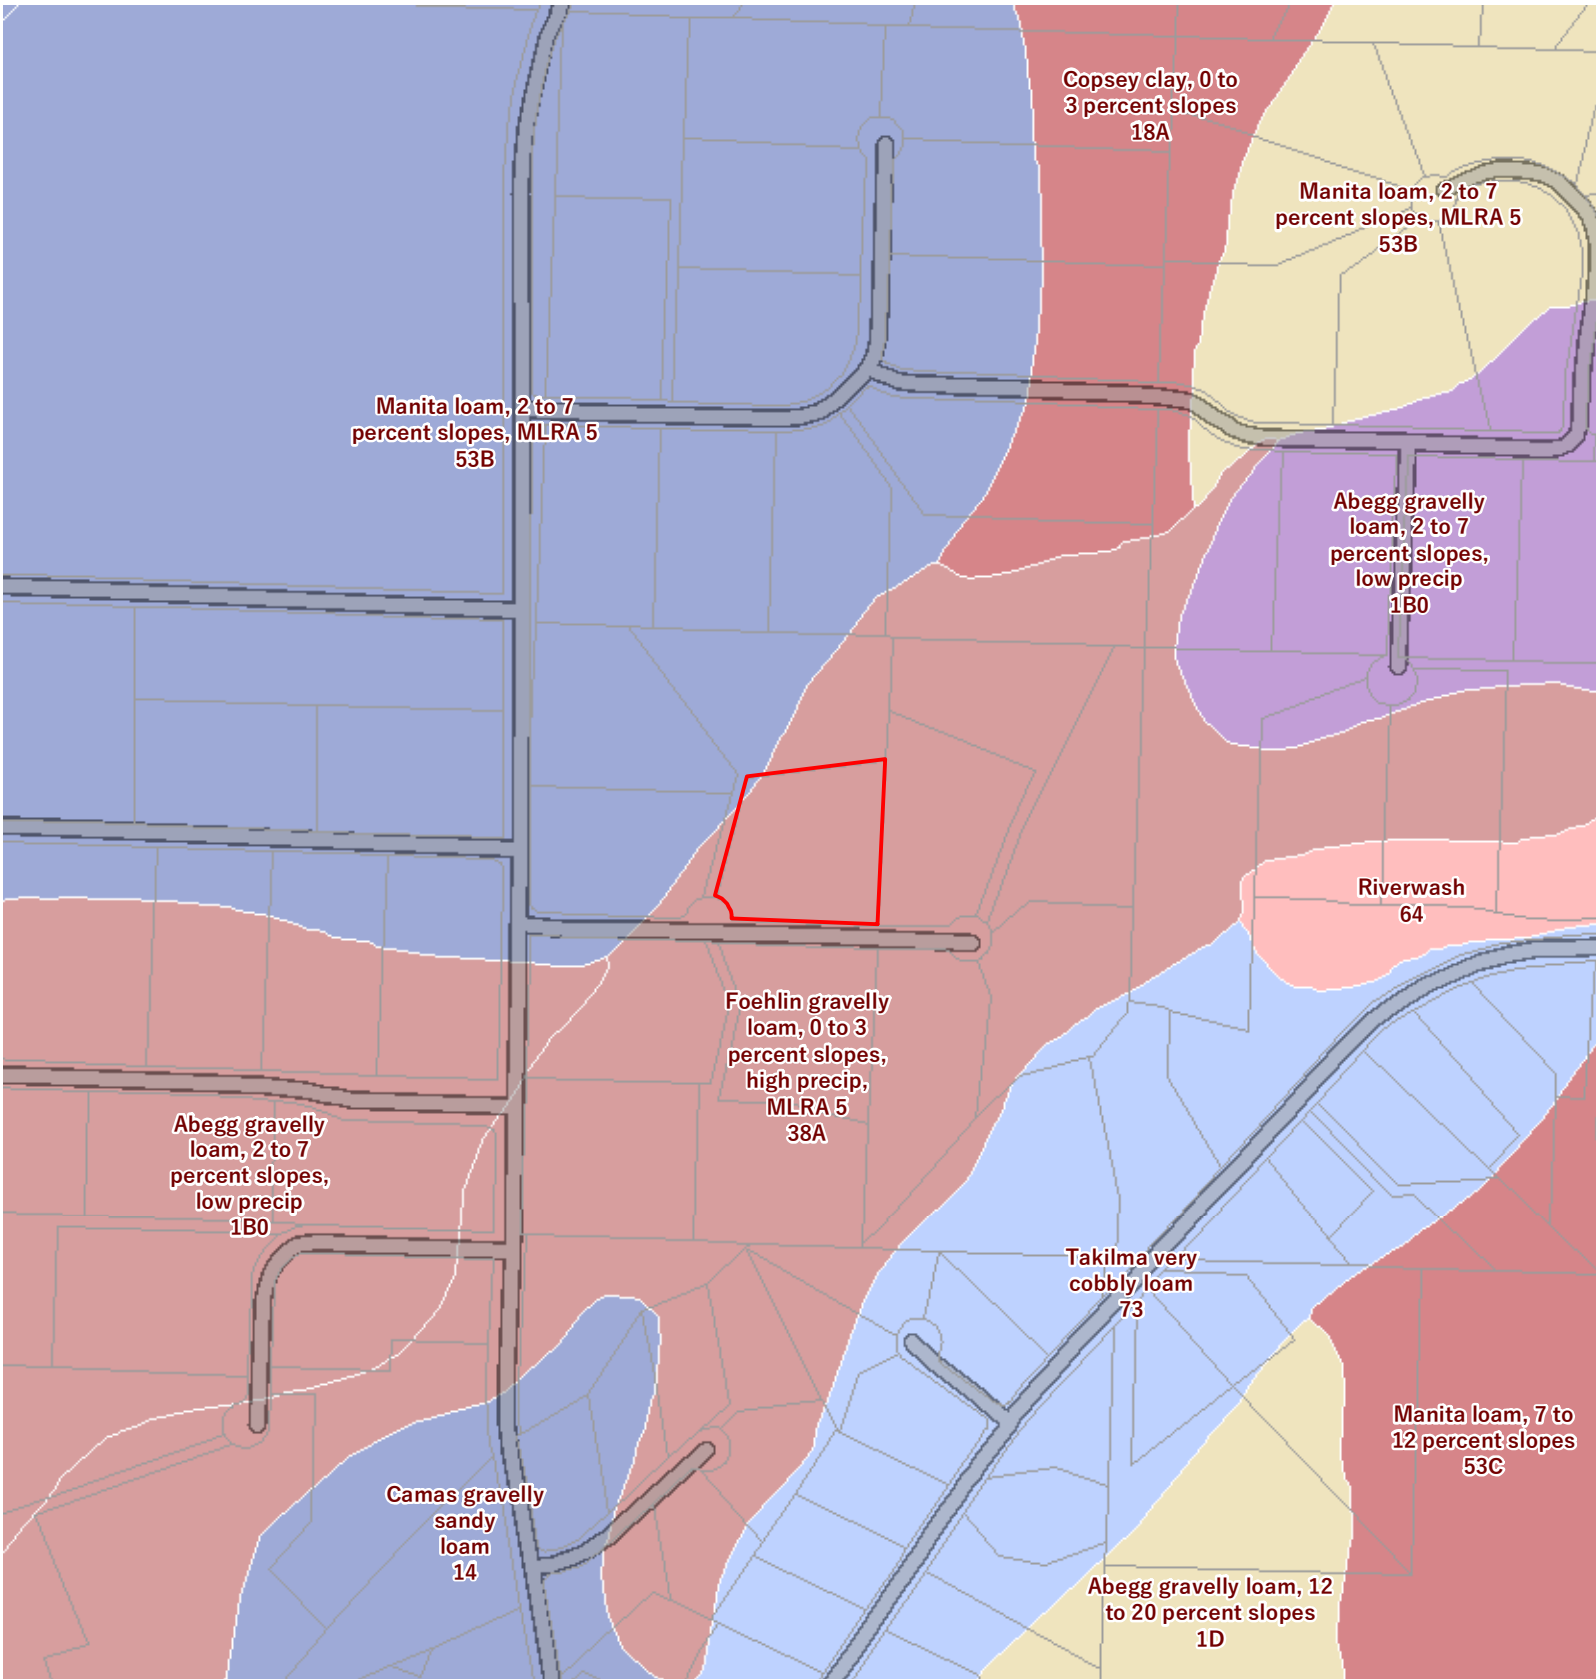 Copsey clay, 0 to
3 percent slopes
18A
Manita loam, 2 to 7
percent slopes, MLRA 5
53B
Manita loam, 2 to 7
percent slopes, MLRA 5
53B
Abegg gravelly
loam, 2 to 7
percent slopes,
low precip
1B0
Riverwash
64
Foehlin gravelly
loam, 0 to 3
percent slopes,
high precip,
MLRA 5
38A
Abegg gravelly
loam, 2 to 7
percent slopes,
low precip
1B0
Takilma very
cobbly loam
73
Manita loam, 7 to
12 percent slopes
53C
Camas gravelly
sandy
loam
14
Abegg gravelly loam, 12
to 20 percent slopes
1D